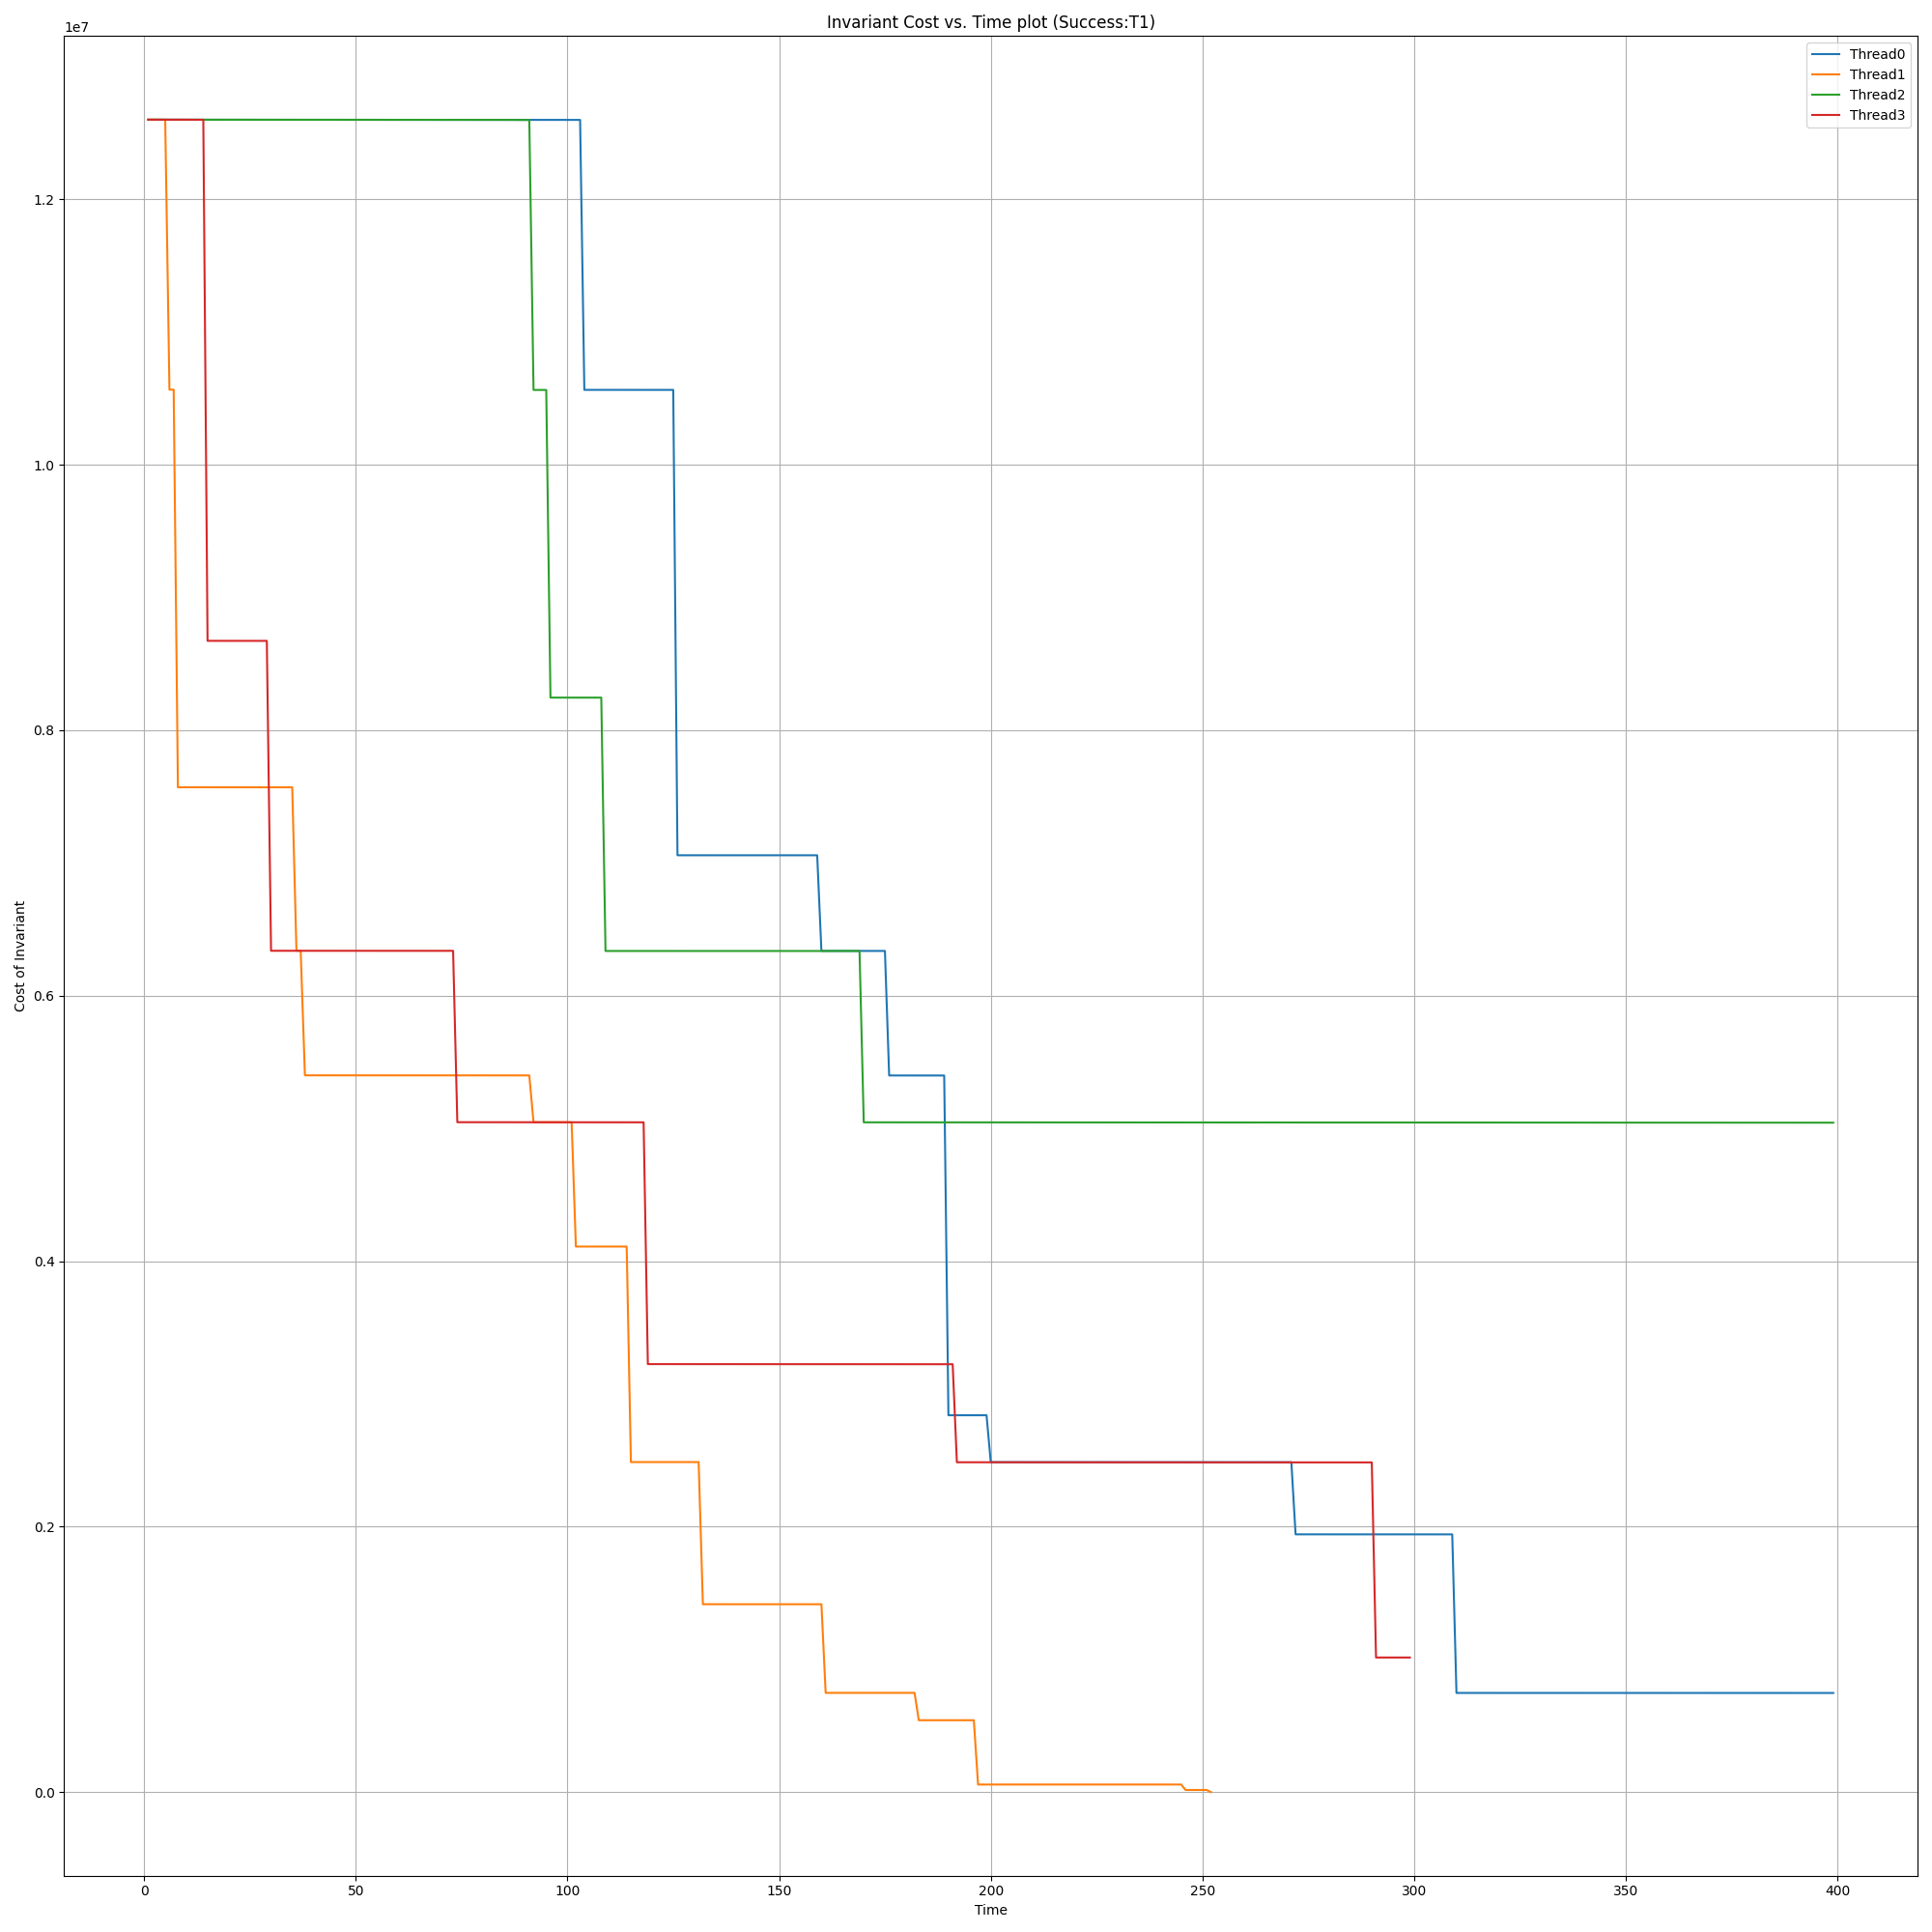 Invariant Cost vs. Time plot (Success:T1)
1e7
Thread0
Thread1
Thread2
Thread3
1.2
1.0
0.8
0.6
0.4
0.2
0.0
Cost of Invariant
0 50 100 150 200 250 300 350 400
Time